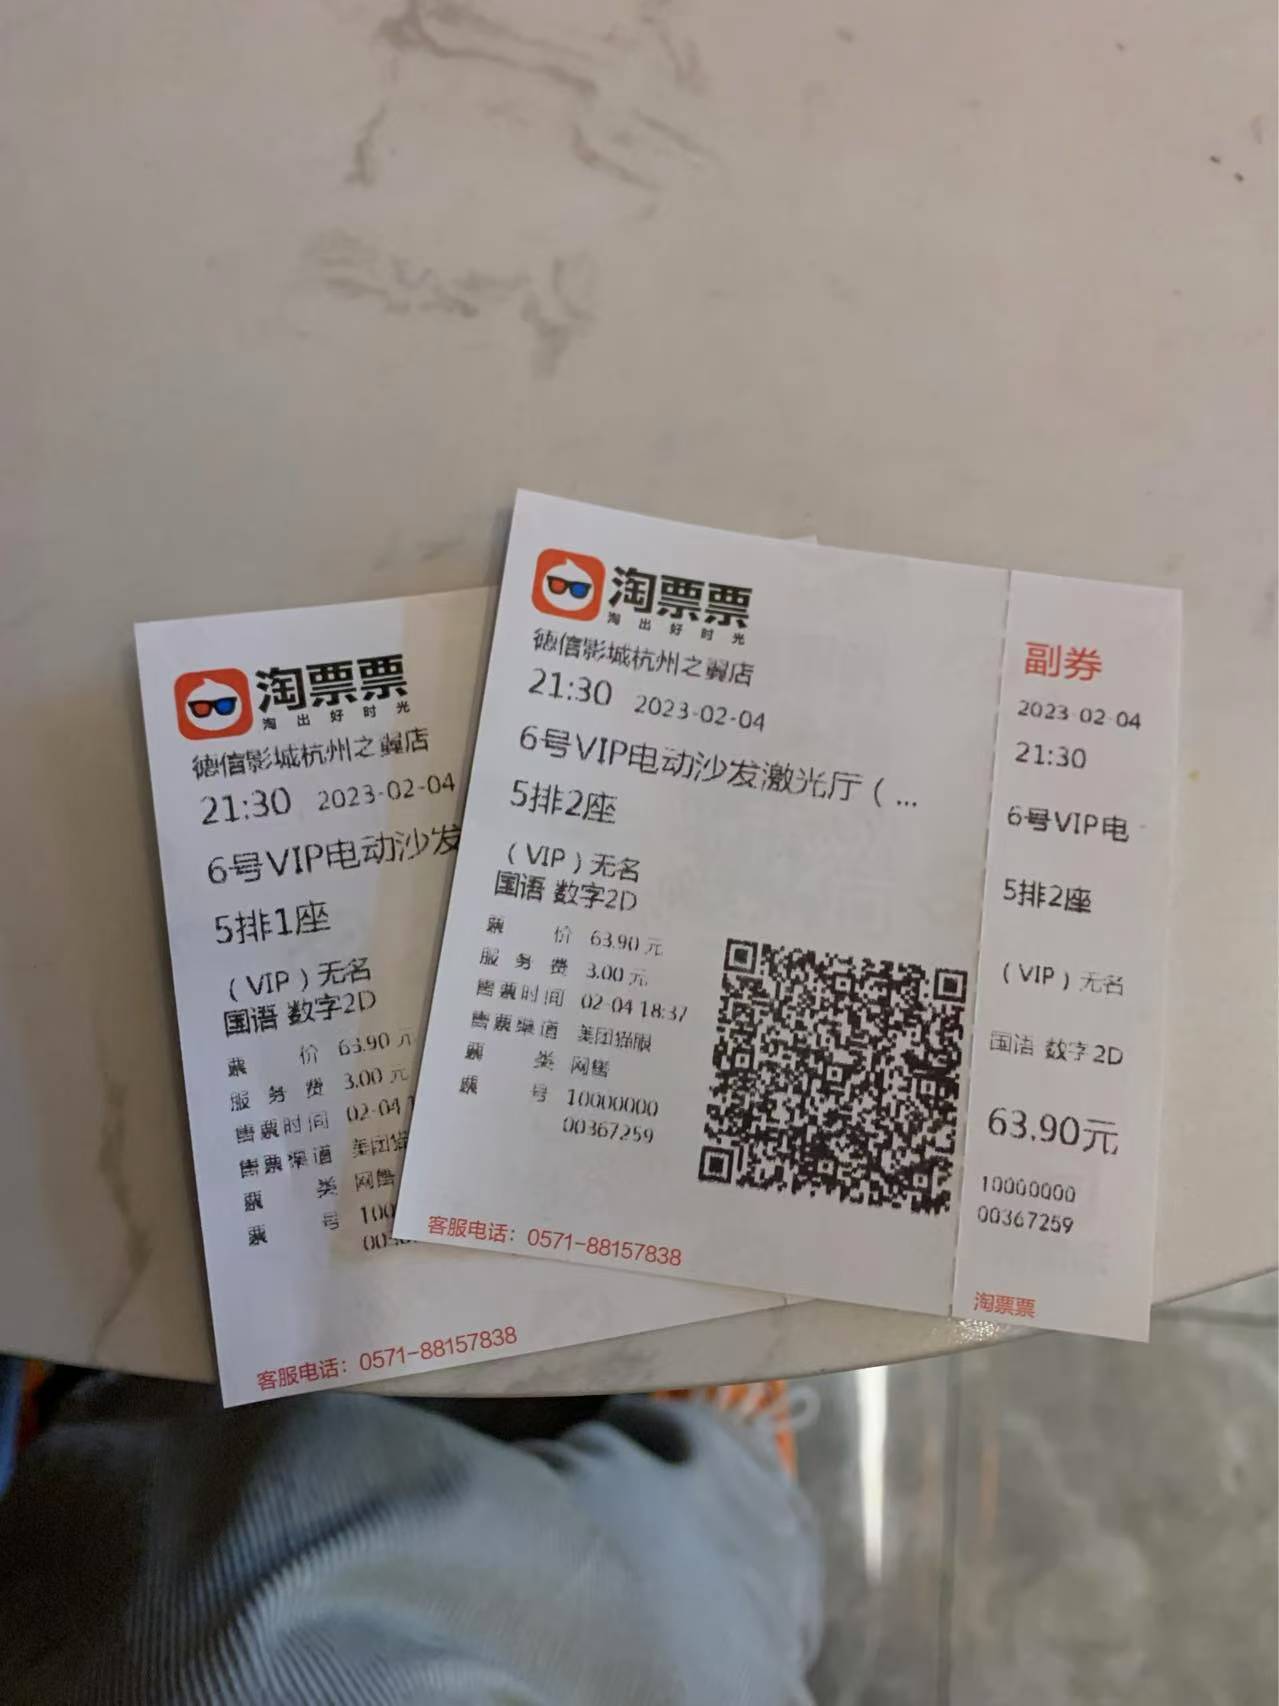 淘票票
淘出好时光
德信影城杭州之翼店
21:30 2023-02-04
6号VIP电动沙发
5排1座
（VIP）无名
国语 数字2D
票价 63.90 元
服务费 3.00 元
售票时间 02-04
售票渠道 美团猫
票类 网售
票号 100
客服电话：0571-88157838
淘票票
淘出好时光
德信影城杭州之翼店
21:30 2023-02-04
6号VIP电动沙发激光厅（...
5排2座
（VIP）无名
国语 数字2D
票价 63.90 元
服务费 3.00 元
售票时间 02-04 18:37
售票渠道 美团猫眼
票类 网售
票号 10000000
00367259
客服电话：0571-88157838
副券
2023-02-04
21:30
6号VIP电
5排2座
（VIP）无名
国语 数字2D
63.90元
10000000
00367259
淘票票